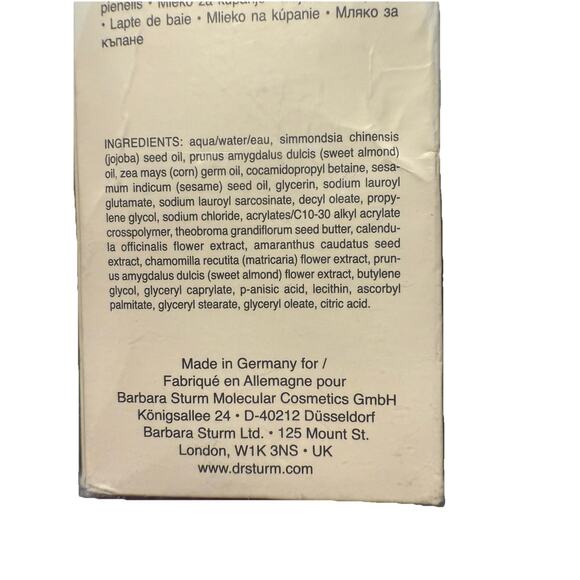 pienelis • Mlieko za kúpanje
• Lapte de baie • Mlieko na kúpanie • Мляко за
къпане
INGREDIENTS: aqua/water/eau, simmondsia chinensis
(jojoba) seed oil, prunus amygdalus dulcis (sweet almond)
oil, zea mays (corn) germ oil, cocamidopropyl betaine, sesa-
mum indicum (sesame) seed oil, glycerin, sodium lauroyl
glutamate, sodium lauroyl sarcosinate, decyl oleate, propy-
lene glycol, sodium chloride, acrylates/C10-30 alkyl acrylate
crosspolymer, theobroma grandiflorum seed butter, calendu-
la officinalis flower extract, amaranthus caudatus seed
extract, chamomilla recutita (matricaria) flower extract, prun-
us amygdalus dulcis (sweet almond) flower extract, butylene
glycol, glyceryl caprylate, p-anisic acid, lecithin, ascorbyl
palmitate, glyceryl stearate, glyceryl oleate, citric acid.
Made in Germany for /
Fabriqué en Allemagne pour
Barbara Sturm Molecular Cosmetics GmbH
Königsallee 24 • D-40212 Düsseldorf
Barbara Sturm Ltd. • 125 Mount St.
London, W1K 3NS • UK
www.drsturm.com